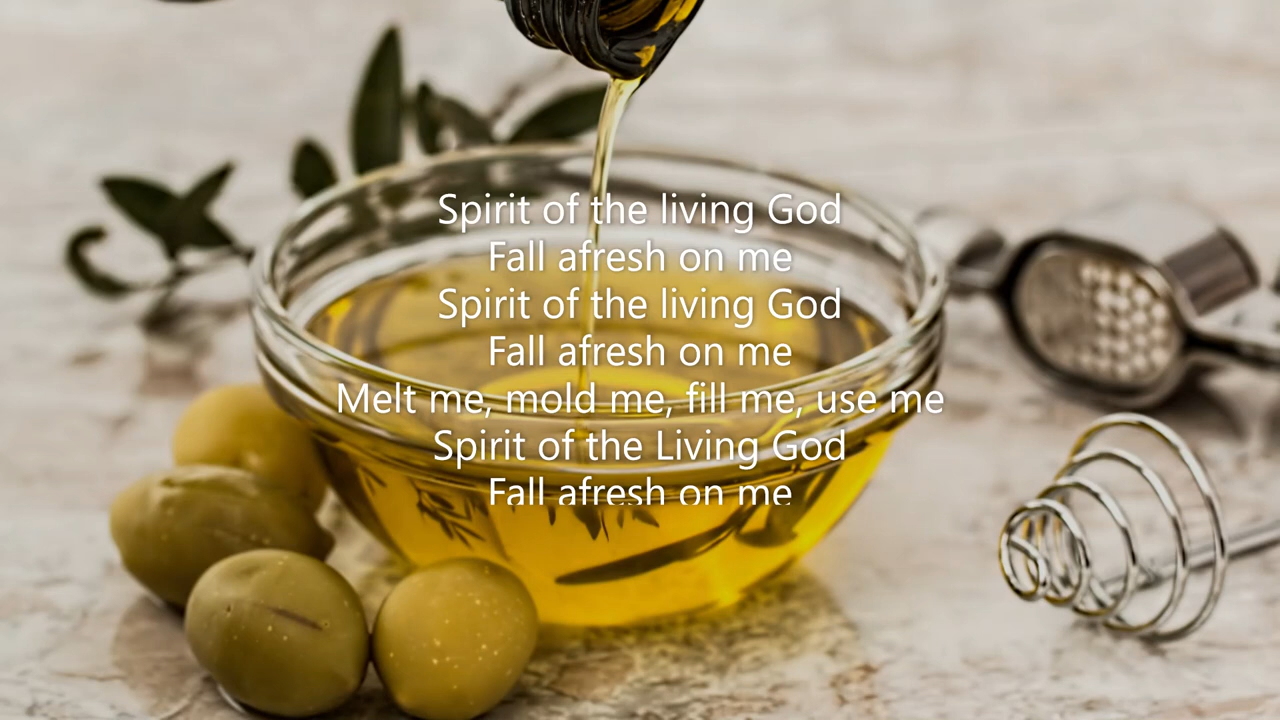 Spirit of the living God
Fall afresh on me
Spirit of the living God
Fall afresh on me
Melt me, mold me, fill me, use me
Spirit of the Living God
Fall afresh on me